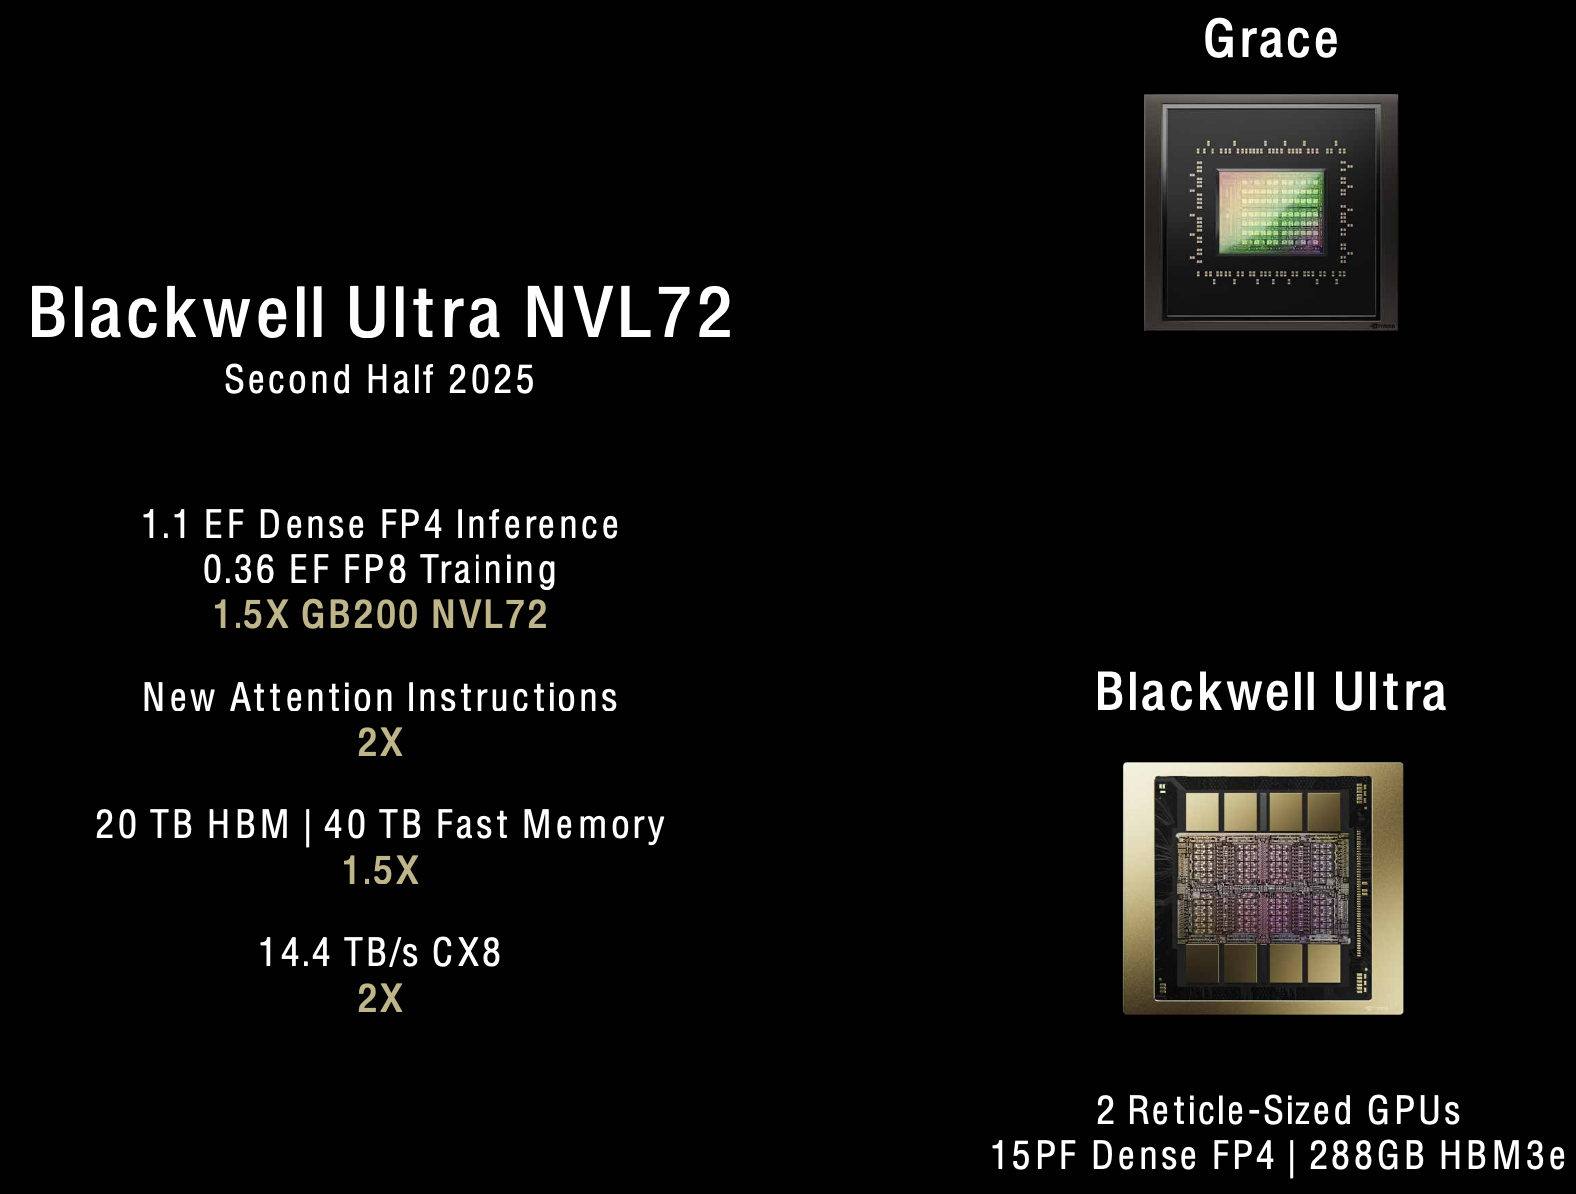 Grace
Blackwell Ultra NVL72
Second Half 2025
1.1 EF Dense FP4 Inference
0.36 EF FP8 Training
1.5X GB200 NVL72
New Attention Instructions
2X
20 TB HBM | 40 TB Fast Memory
1.5X
14.4 TB/s CX8
2X
Blackwell Ultra
2 Reticle-Sized GPUs
15PF Dense FP4 | 288GB HBM3e